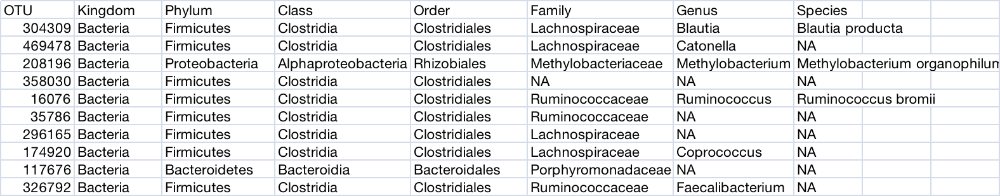 OTU Kingdom Phylum Class Order Family Genus Species
304309 Bacteria Firmicutes Clostridia Clostridiales Lachnospiraceae Blautia Blautia producta
469478 Bacteria Firmicutes Clostridia Clostridiales Lachnospiraceae Catonella NA
208196 Bacteria Proteobacteria Alphaproteobacteria Rhizobiales Methylobacteriaceae Methylobacterium Methylobacterium organophilum
358030 Bacteria Firmicutes Clostridia Clostridiales NA NA NA
16076 Bacteria Firmicutes Clostridia Clostridiales Ruminococcaceae Ruminococcus Ruminococcus bromii
35786 Bacteria Firmicutes Clostridia Clostridiales Ruminococcaceae NA NA
296165 Bacteria Firmicutes Clostridia Clostridiales Lachnospiraceae NA NA
174920 Bacteria Firmicutes Clostridia Clostridiales Lachnospiraceae Coprococcus NA
117676 Bacteria Bacteroidetes Bacteroidia Bacteroidales Porphyromonadaceae NA NA
326792 Bacteria Firmicutes Clostridia Clostridiales Ruminococcaceae Faecalibacterium NA